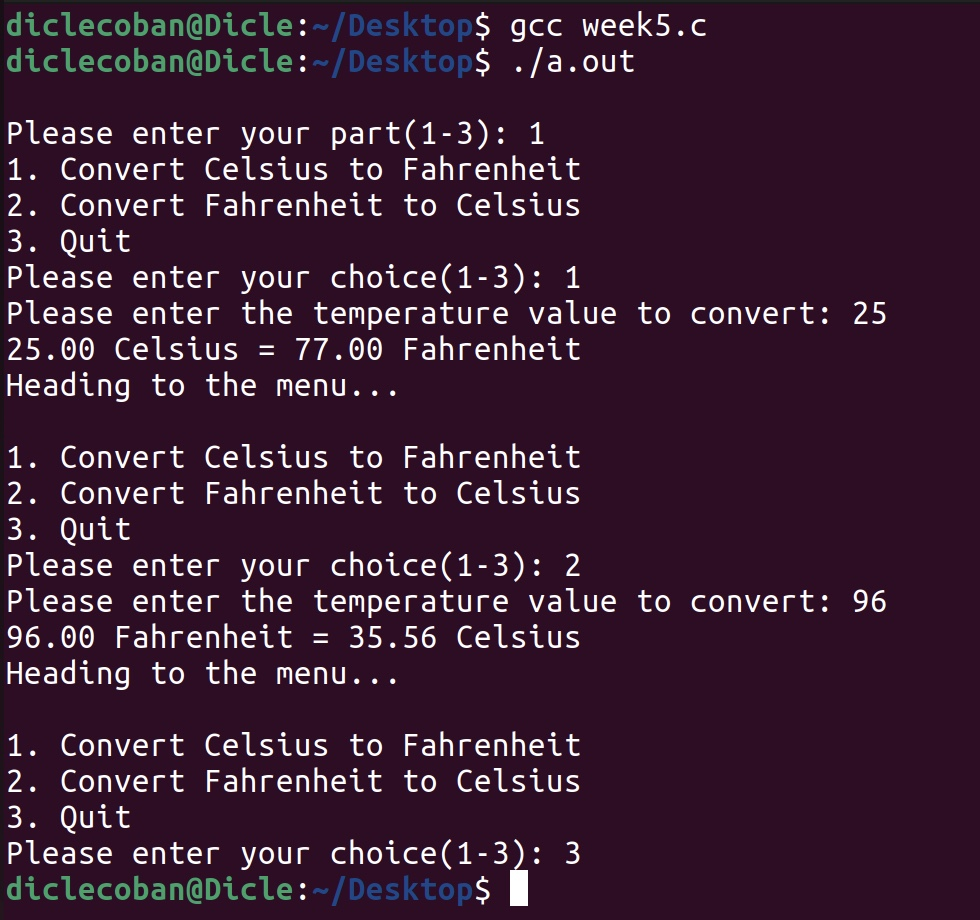 diclecoban@Dicle:~/Desktop$ gcc week5.c
diclecoban@Dicle:~/Desktop$ ./a.out
Please enter your part(1-3): 1
1. Convert Celsius to Fahrenheit
2. Convert Fahrenheit to Celsius
3. Quit
Please enter your choice(1-3): 1
Please enter the temperature value to convert: 25
25.00 Celsius = 77.00 Fahrenheit
Heading to the menu...
1. Convert Celsius to Fahrenheit
2. Convert Fahrenheit to Celsius
3. Quit
Please enter your choice(1-3): 2
Please enter the temperature value to convert: 96
96.00 Fahrenheit = 35.56 Celsius
Heading to the menu...
1. Convert Celsius to Fahrenheit
2. Convert Fahrenheit to Celsius
3. Quit
Please enter your choice(1-3): 3
diclecoban@Dicle:~/Desktop$